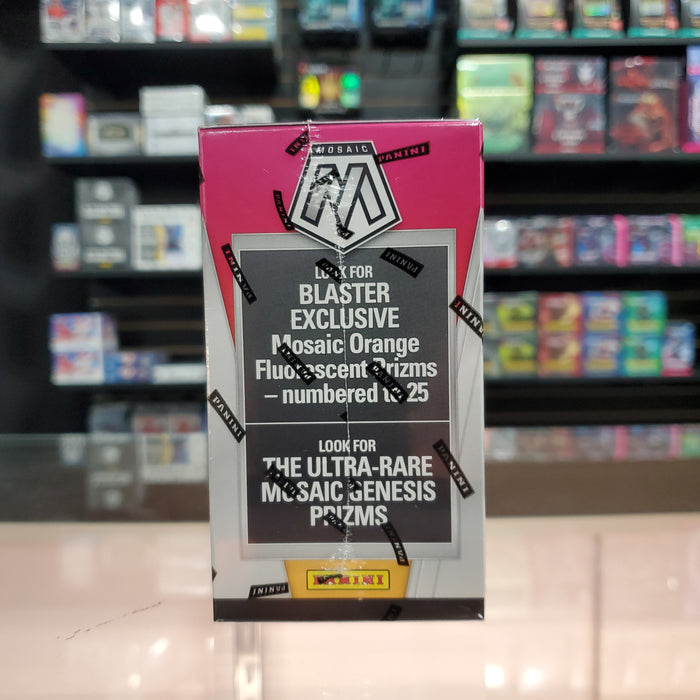 MOSAIC
M
PANINI
LOOK FOR
BLASTER
EXCLUSIVE
Mosaic Orange
Fluorescent Prizms
– numbered to 25
LOOK FOR
THE ULTRA-RARE
MOSAIC GENESIS
PRIZMS
PANINI